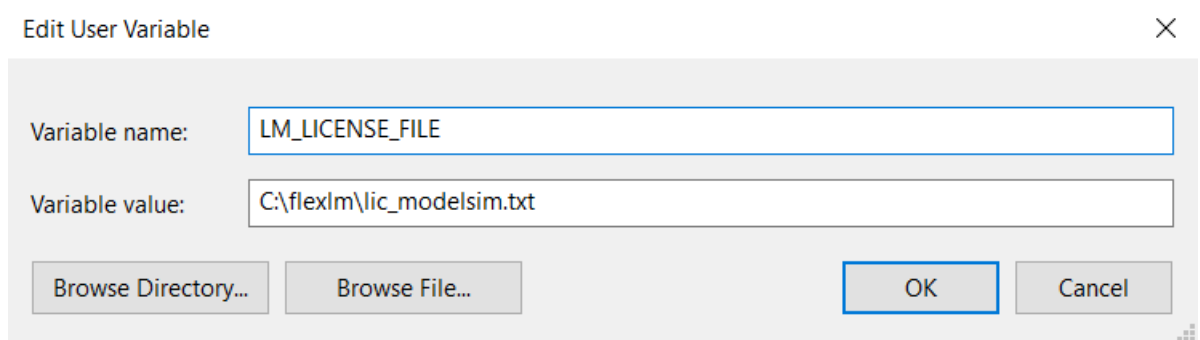 Edit User Variable
Variable name: LM_LICENSE_FILE
Variable value: C:\flexlm\lic_modelsim.txt
Browse Directory... Browse File... OK Cancel